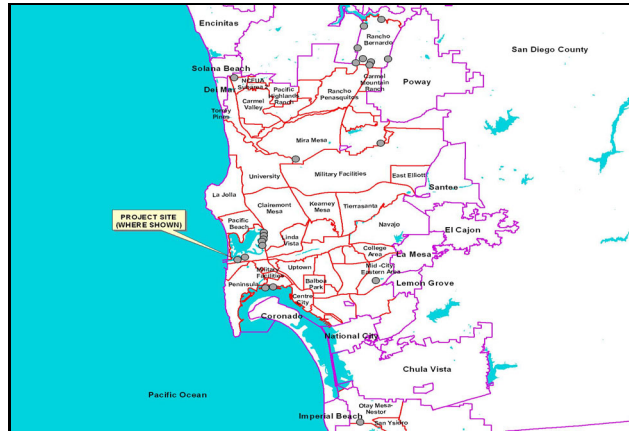 Encinitas
Rancho
Bernardo
San Diego County
Solana Beach
Carmel
Mountain
Ranch
Poway
Del Mar
NCFUA
Subarea 2
Pacific
Highlands
Ranch
Rancho
Penasquitos
Carmel
Valley
Torrey
Pines
Mira Mesa
University
Military Facilities
East Elliott
Santee
La Jolla
Clairemont
Mesa
Kearney
Mesa
Tierrasanta
PROJECT SITE
(WHERE SHOWN)
Pacific
Beach
Linda
Vista
Navajo
El Cajon
College
Area
La Mesa
Military
Facilities
Uptown
Mid-City
Eastern Area
Peninsula
Balboa
Park
Lemon Grove
Centre
City
Coronado
National City
Chula Vista
Pacific Ocean
Otay Mesa-
Nestor
Imperial Beach
San Ysidro